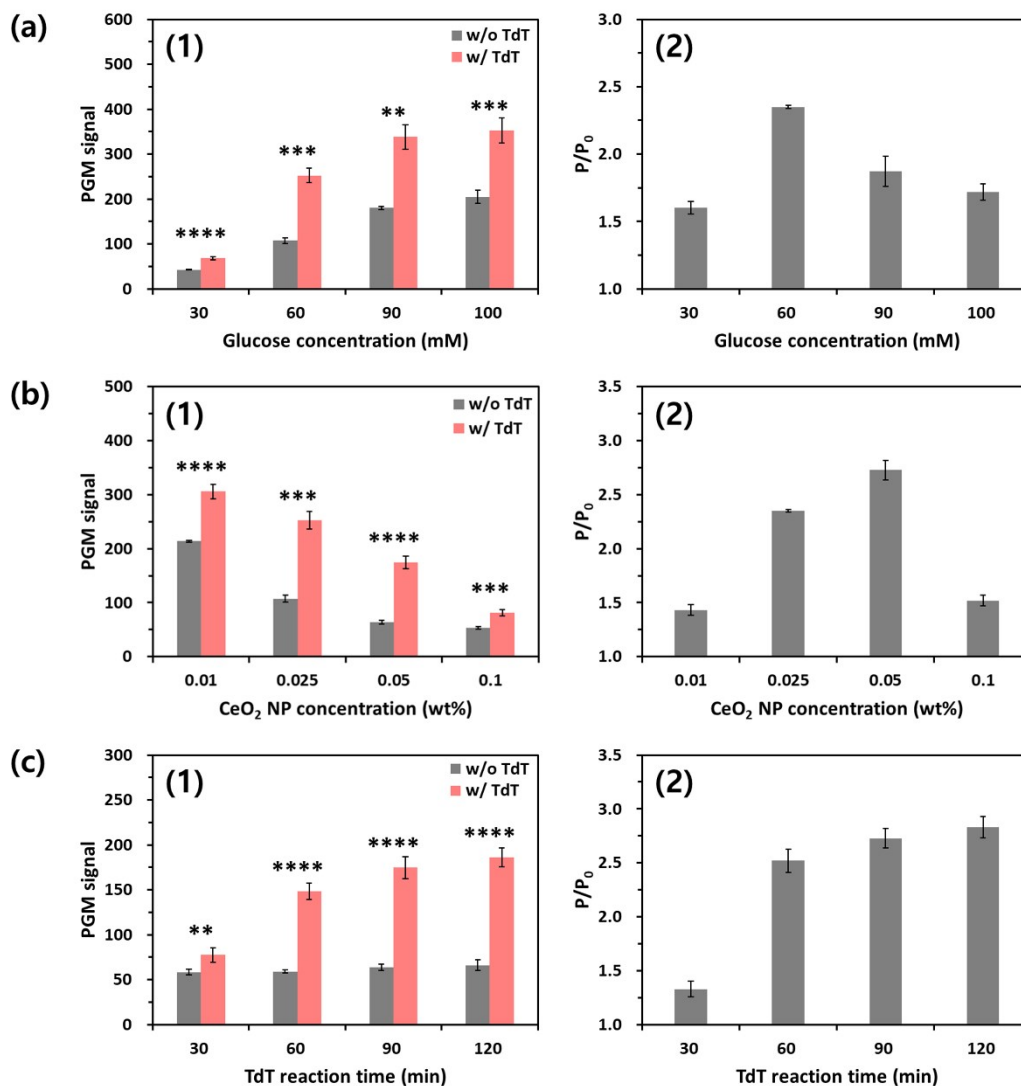 (a)
(1)
w/o TdT
w/ TdT
PGM signal
600
500
400
300
200
100
0
****
***
**
***
30 60 90 100
Glucose concentration (mM)
(2)
P/P₀
3.0
2.5
2.0
1.5
1.0
30 60 90 100
Glucose concentration (mM)
(b)
(1)
w/o TdT
w/ TdT
PGM signal
500
400
300
200
100
0
****
***
****
***
0.01 0.025 0.05 0.1
CeO₂ NP concentration (wt%)
(2)
P/P₀
3.5
3.0
2.5
2.0
1.5
1.0
0.01 0.025 0.05 0.1
CeO₂ NP concentration (wt%)
(c)
(1)
w/o TdT
w/ TdT
PGM signal
300
250
200
150
100
50
0
**
****
****
****
30 60 90 120
TdT reaction time (min)
(2)
P/P₀
3.5
3.0
2.5
2.0
1.5
1.0
30 60 90 120
TdT reaction time (min)